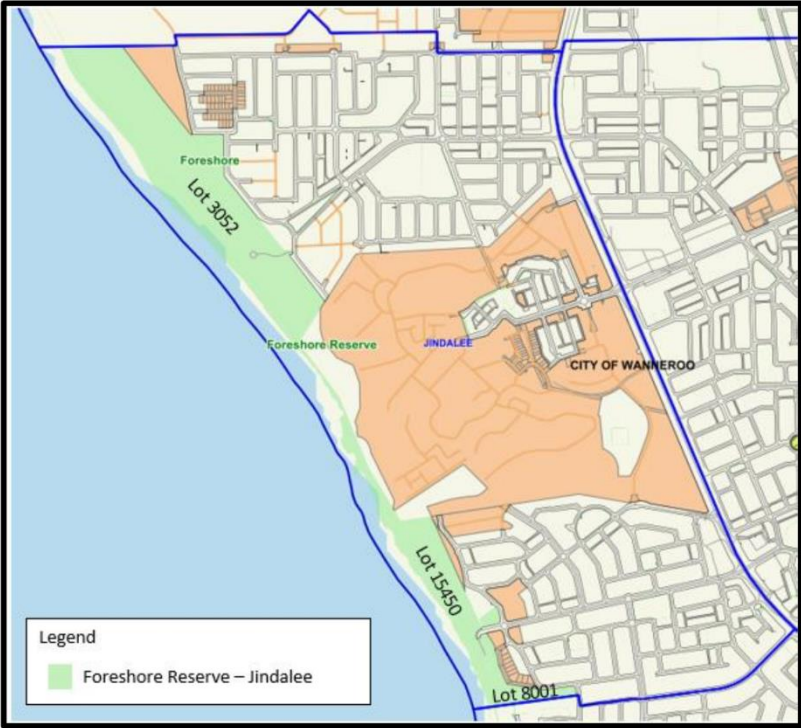 Foreshore
Lot 3052
Foreshore Reserve
JINDALEE
CITY OF WANNEROO
Lot 15450
Lot 8001
Legend
Foreshore Reserve – Jindalee